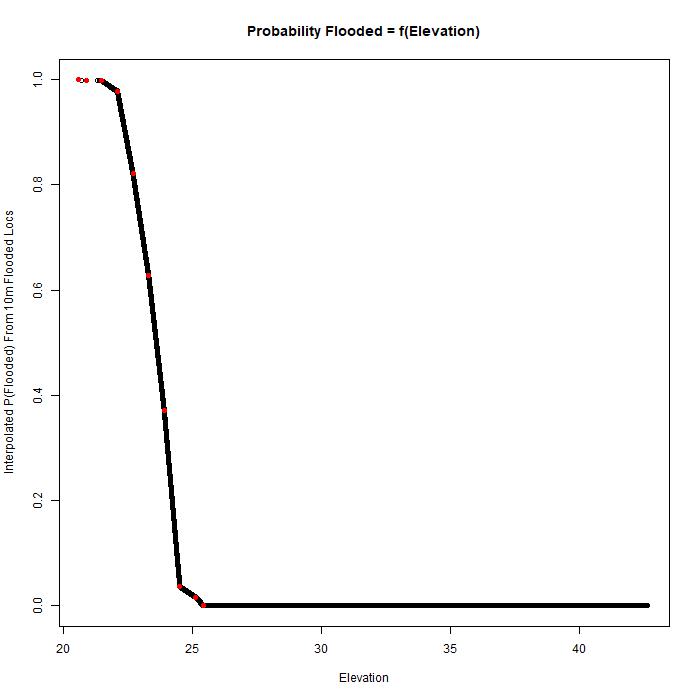 Probability Flooded = f(Elevation)
Interpolated P(Flooded) From 10m Flooded Locs
1.0
0.8
0.6
0.4
0.2
0.0
20 25 30 35 40
Elevation